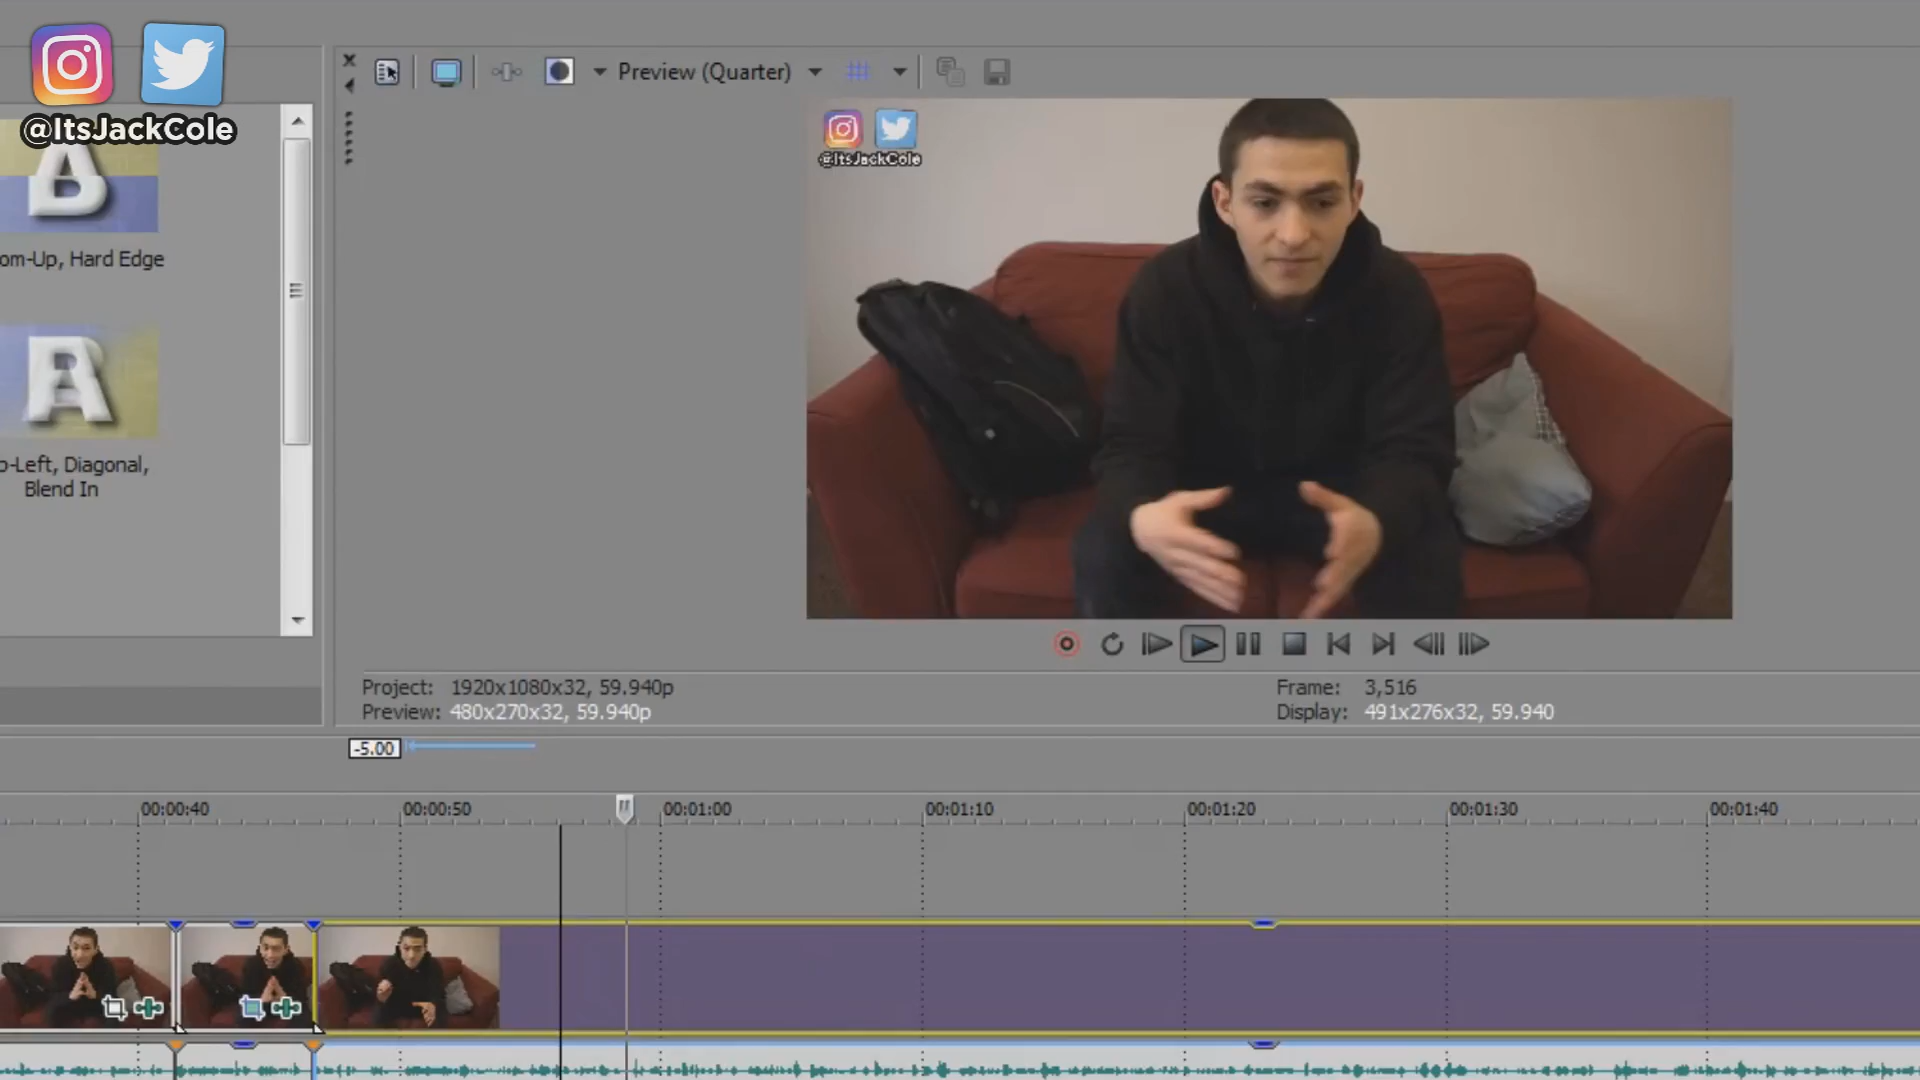 @ItsJackCole
Preview (Quarter)
@ItsJackCole
om-Up, Hard Edge
p-Left, Diagonal,
Blend In
Project: 1920x1080x32, 59.940p
Frame: 3,516
Preview: 480x270x32, 59.940p
Display: 491x276x32, 59.940
-5.00
00:00:40 00:00:50 00:01:00 00:01:10 00:01:20 00:01:30 00:01:40